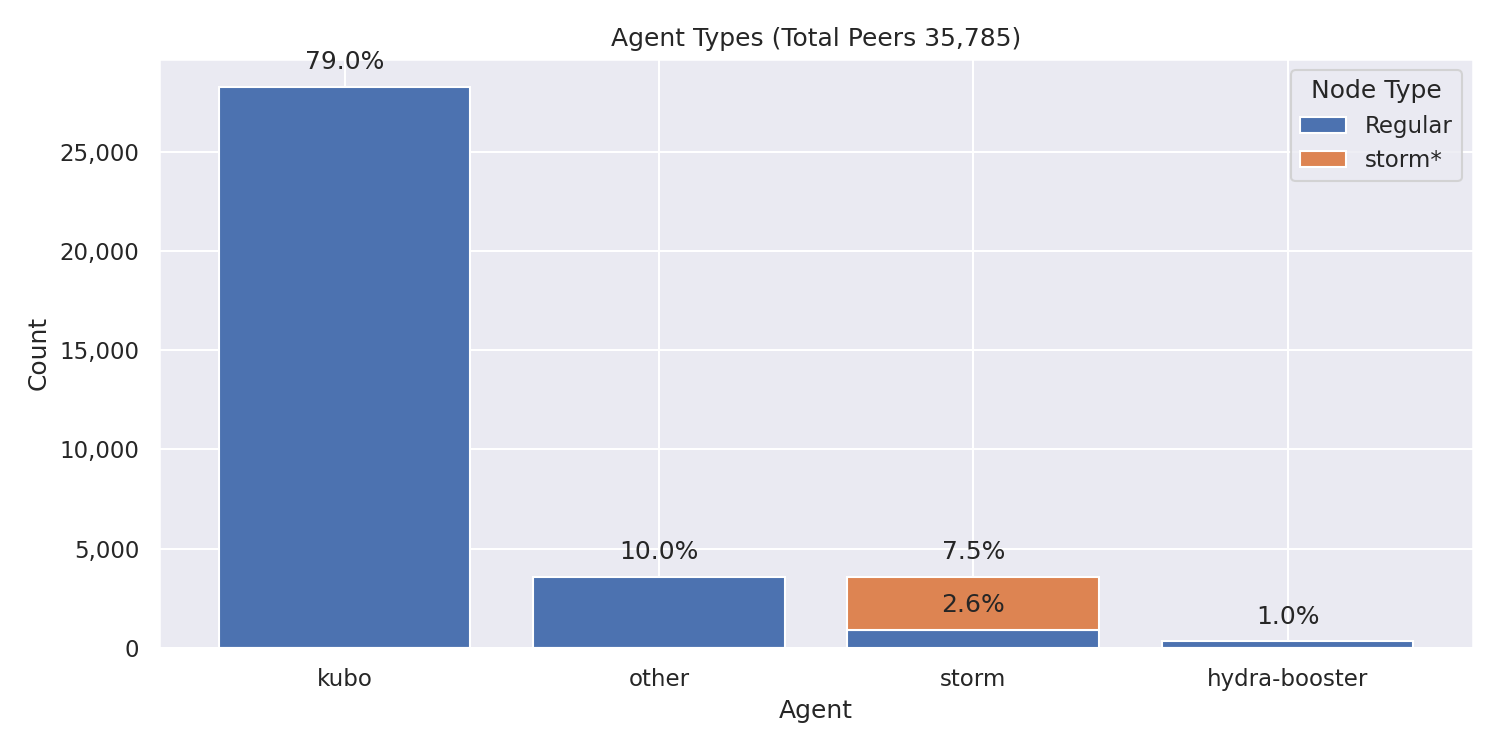 Agent Types (Total Peers 35,785)
79.0%
Node Type
Regular
storm*
25,000
20,000
15,000
10,000
5,000
0
Count
10.0%
7.5%
2.6%
1.0%
kubo
other
storm
hydra-booster
Agent